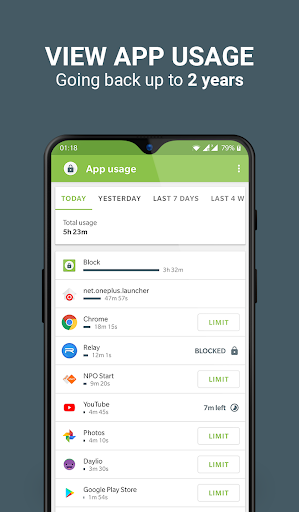 VIEW APP USAGE
Going back up to 2 years
01:18
79%
App usage
TODAY YESTERDAY LAST 7 DAYS LAST 4 W
Total usage
5h 23m
Block
3h 32m
net.oneplus.launcher
47m 57s
Chrome
18m 15s
LIMIT
Relay
12m 1s
BLOCKED
NPO Start
9m 20s
LIMIT
YouTube
4m 45s
7m left
Photos
4m 10s
LIMIT
Daylio
3m 30s
LIMIT
Google Play Store
1m 54s
LIMIT